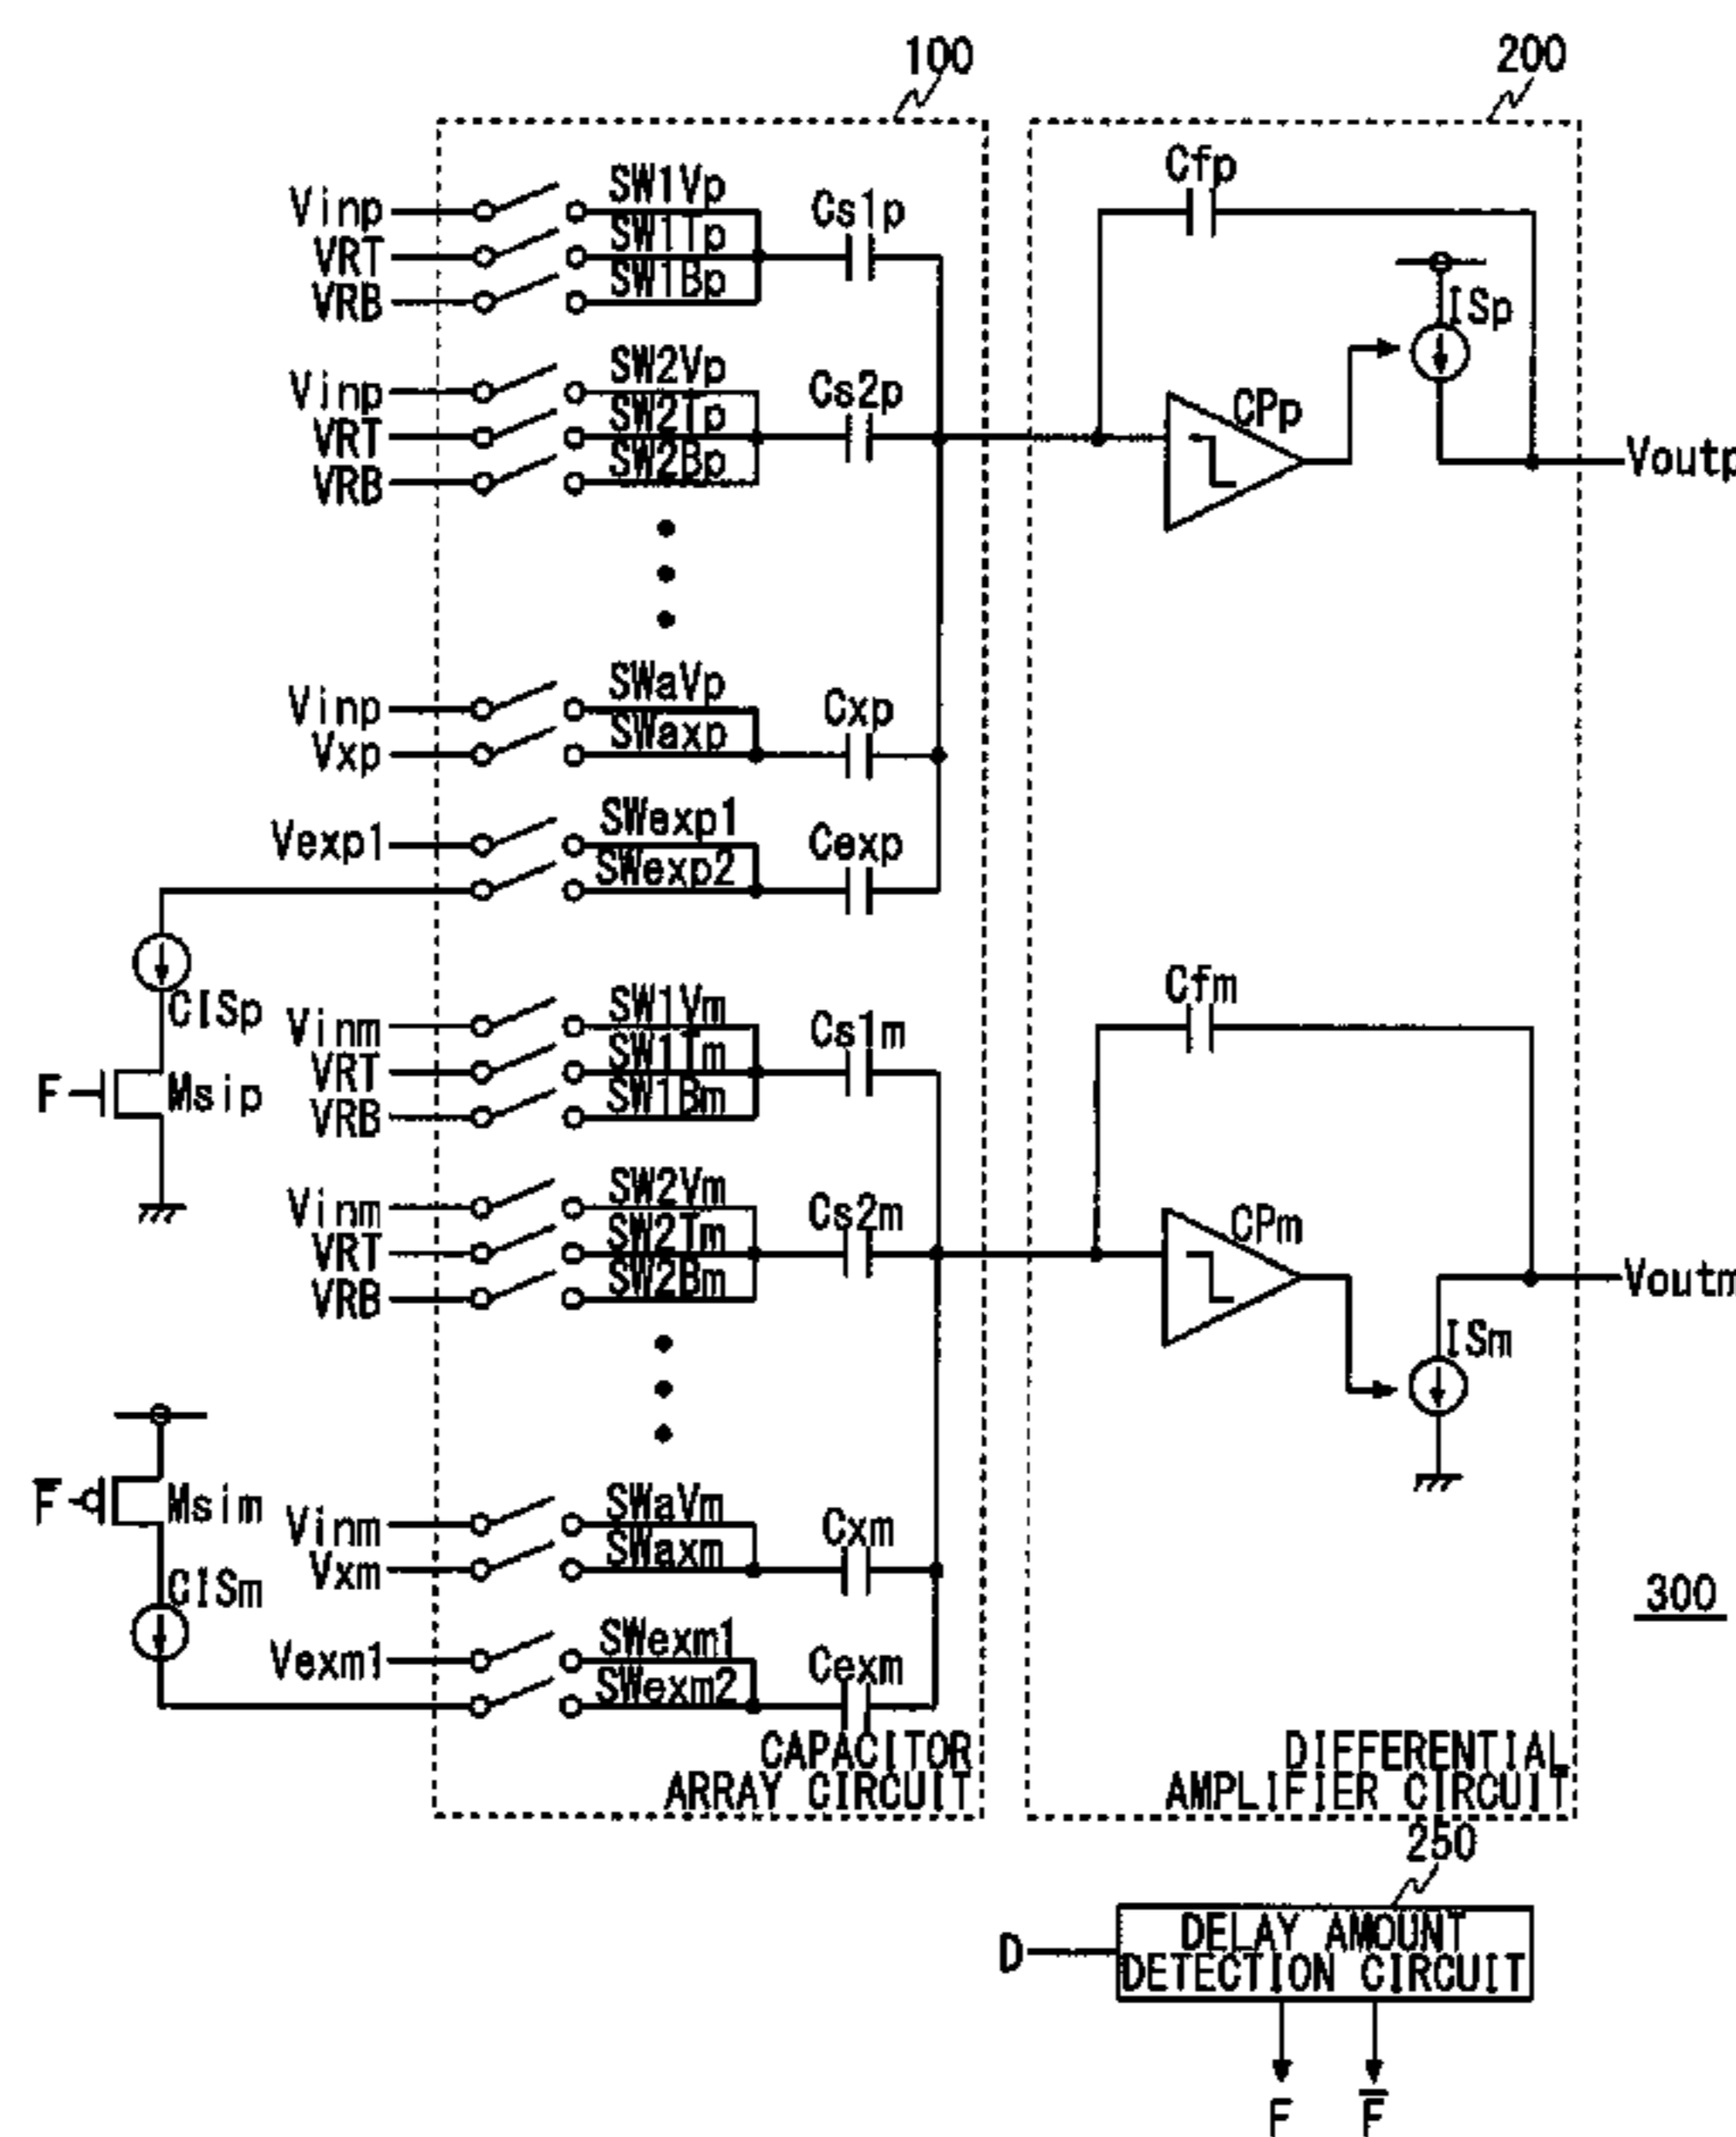 100
200
Vinp
SW1Vp
VRT
SW1Tp
VRB
SW1Bp
Cs1p
Cfp
ISp
Vinp
SW2Vp
VRT
SW2Tp
VRB
SW2Bp
Cs2p
CPp
Voutp
Vinp
SWaVp
Vxp
SWaxp
Cxp
Vexp1
SWexp1
SWexp2
Cexp
CISp
F
Msip
Vinm
SW1Vm
VRT
SW1Tm
VRB
SW1Bm
Cs1m
Cfm
Vinm
SW2Vm
VRT
SW2Tm
VRB
SW2Bm
Cs2m
CPm
Voutm
ISm
F̅
Msim
CISm
Vinm
SWaVm
Vxm
SWaxm
Cxm
300
Vexm1
SWexm1
SWexm2
Cexm
CAPACITOR
ARRAY CIRCUIT
DIFFERENTIAL
AMPLIFIER CIRCUIT
250
D
DELAY AMOUNT
DETECTION CIRCUIT
F
F̅